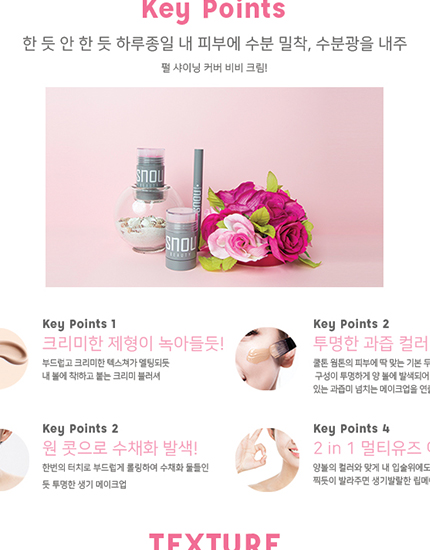 Key Points
한 듯 안 한 듯 하루종일 내 피부에 수분 밀착, 수분광을 내주
펄 샤이닝 커버 비비 크림!
SNOU
BEAUTY
SNOU
SNOU
BEAUTY
Key Points 1
크리미한 제형이 녹아들듯!
부드럽고 크리미한 텍스쳐가 멜팅되듯
내 볼에 착하고 붙는 크리미 블러셔
Key Points 2
투명한 과즙 컬러
쿨톤 웜톤의 피부에 딱 맞는 기본
구성이 투명하게 양 볼에 발색되어
있는 과즙미 넘치는 메이크업을 연
Key Points 2
원 콧으로 수채화 발색!
한번의 터치로 부드럽게 롤링하여 수채화 물들인
듯 투명한 생기 메이크업
Key Points 4
2 in 1 멀티유즈
양볼의 컬러와 맞게 내 입술위에도
찍듯이 발라주면 생기발랄한 립메
TEXTURE